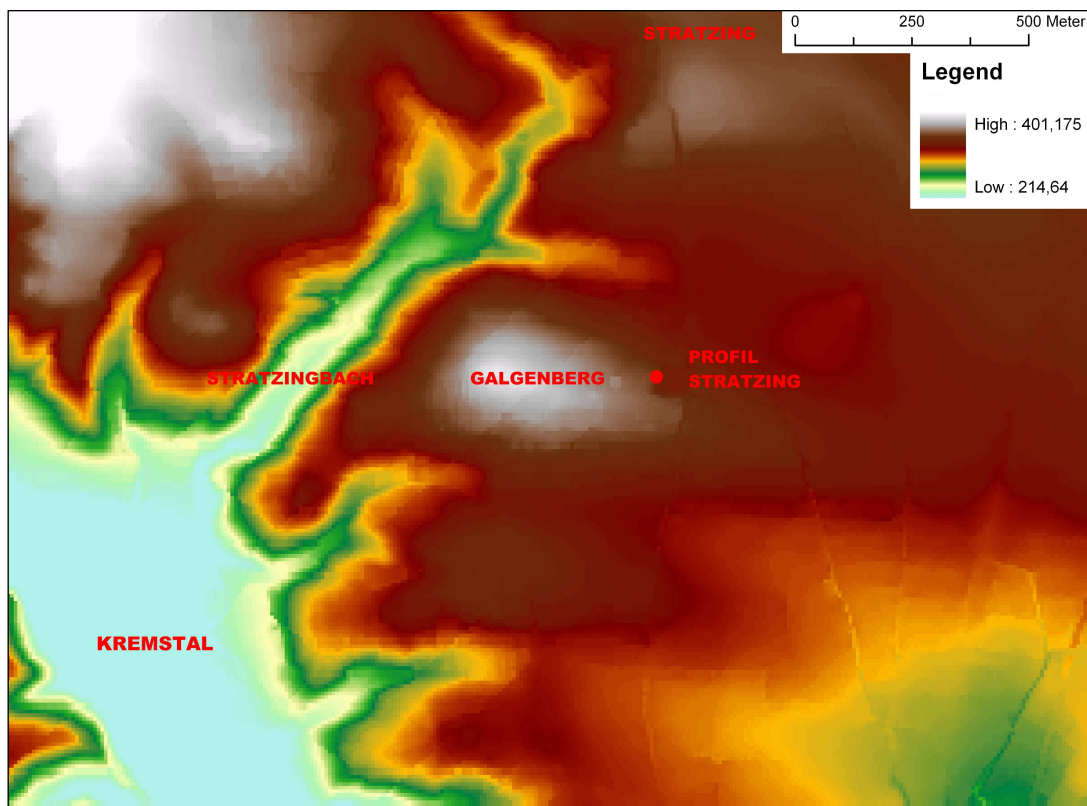 STRATZING
0 250 500 Meter
Legend
High : 401,175
Low : 214,64
STRATZINGBACH
GALGENBERG
PROFIL
STRATZING
KREMSTAL